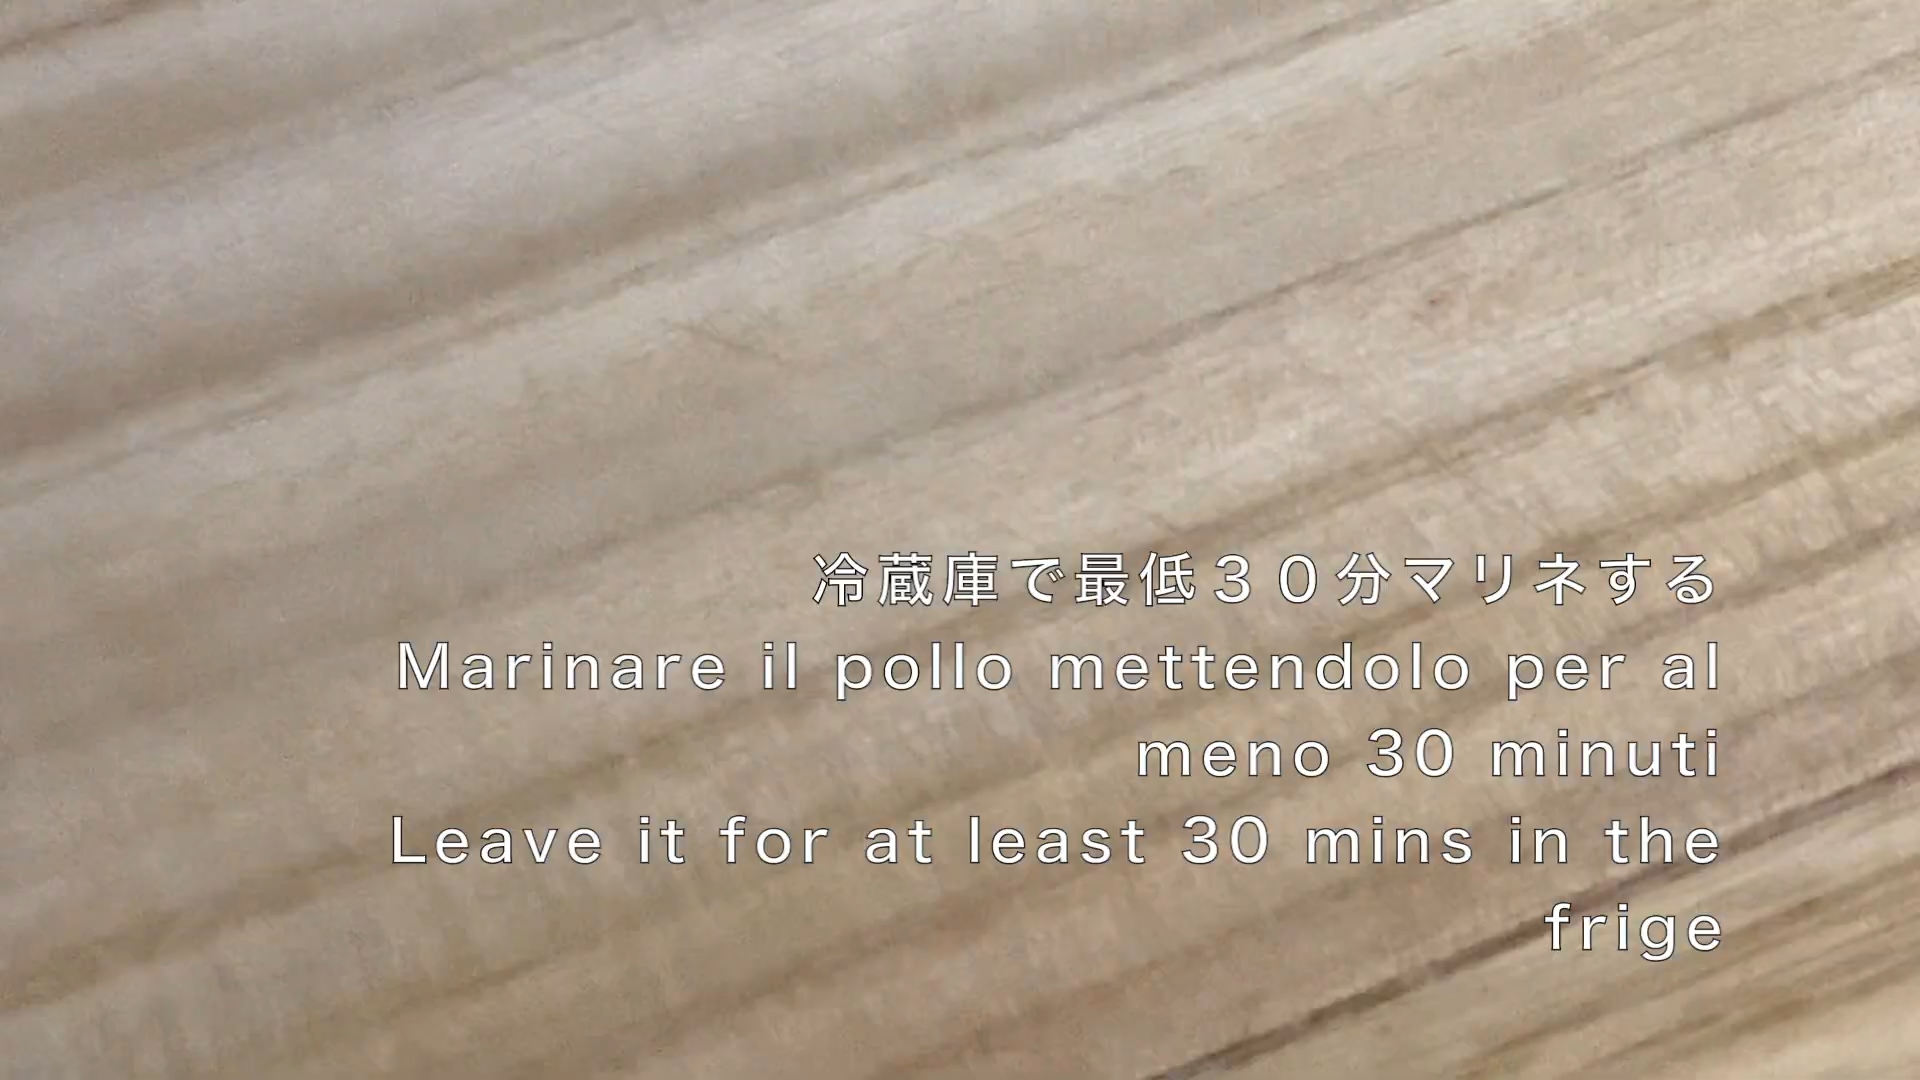 冷蔵庫で最低３０分マリネする
Marinare il pollo mettendolo per al
meno 30 minuti
Leave it for at least 30 mins in the
frige